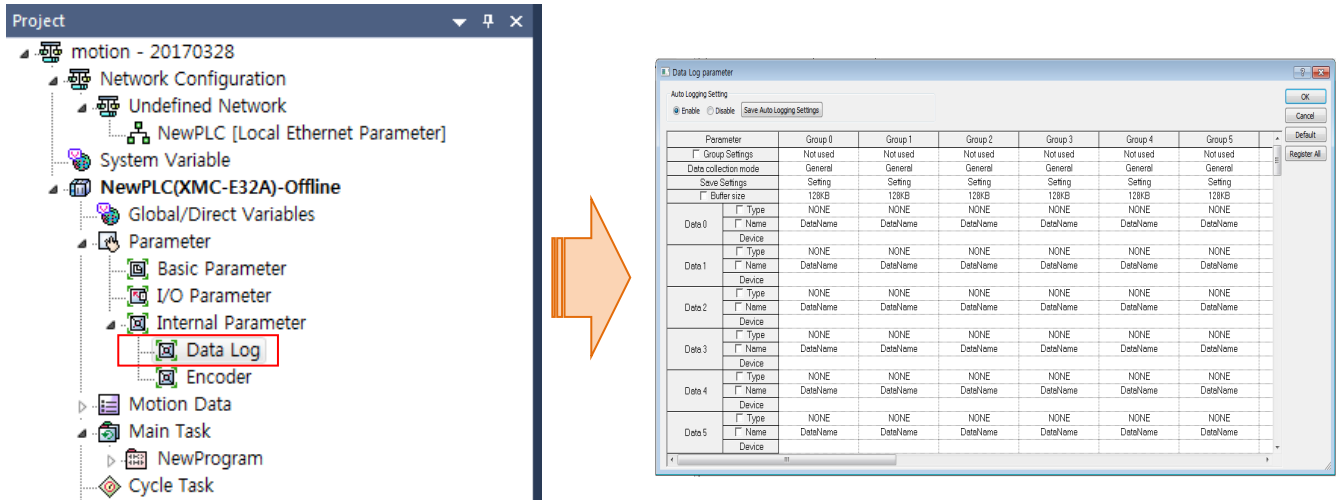 Project
motion - 20170328
Network Configuration
Undefined Network
NewPLC [Local Ethernet Parameter]
System Variable
NewPLC(XMC-E32A)-Offline
Global/Direct Variables
Parameter
Basic Parameter
I/O Parameter
Internal Parameter
Data Log
Encoder
Motion Data
Main Task
NewProgram
Cycle Task
Data Log parameter
Auto Logging Setting
Enable Disable Save Auto Logging Settings
OK
Cancel
Default
Register All
Parameter Group 0 Group 1 Group 2 Group 3 Group 4 Group 5
Group Settings Not used Not used Not used Not used Not used Not used
Data collection mode General General General General General General
Save Settings Setting Setting Setting Setting Setting Setting
Buffer size 128KB 128KB 128KB 128KB 128KB 128KB
Data 0 Type NONE NONE NONE NONE NONE NONE
Name DataName DataName DataName DataName DataName DataName
Device
Data 1 Type NONE NONE NONE NONE NONE NONE
Name DataName DataName DataName DataName DataName DataName
Device
Data 2 Type NONE NONE NONE NONE NONE NONE
Name DataName DataName DataName DataName DataName DataName
Device
Data 3 Type NONE NONE NONE NONE NONE NONE
Name DataName DataName DataName DataName DataName DataName
Device
Data 4 Type NONE NONE NONE NONE NONE NONE
Name DataName DataName DataName DataName DataName DataName
Device
Data 5 Type NONE NONE NONE NONE NONE NONE
Name DataName DataName DataName DataName DataName DataName
Device